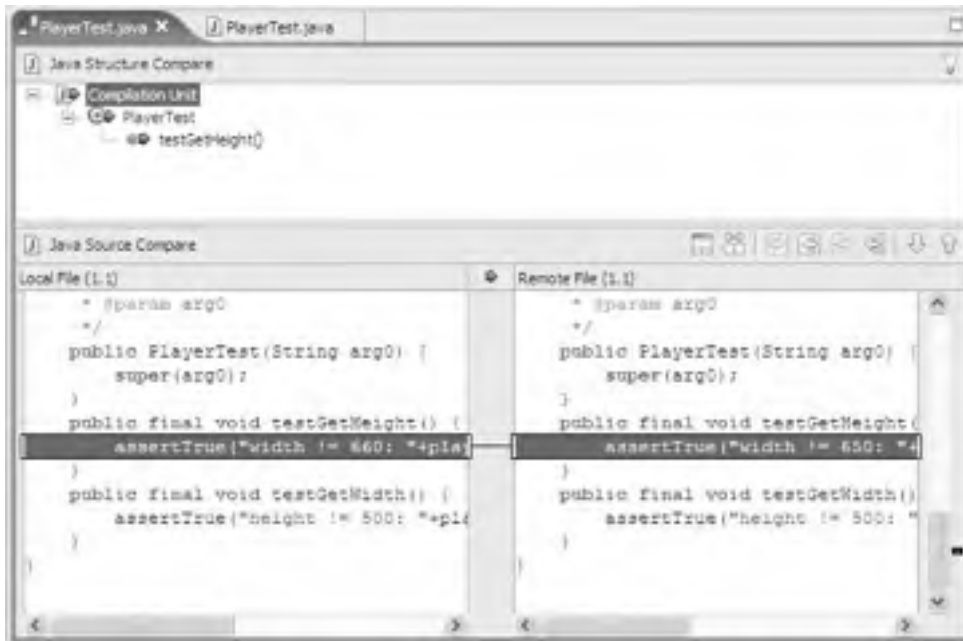 PlayerTest.java
PlayerTest.java
Java Structure Compare
Compilation Unit
PlayerTest
testGetHeight()
Java Source Compare
Local File (1.1)
Remote File (1.1)
* @param arg0
*/
public PlayerTest(String arg0) {
super(arg0);
}
public final void testGetHeight() {
assertTrue("width != 660: "+pla
}
public final void testGetWidth() {
assertTrue("height != 500: "+pla
}
}
* @param arg0
*/
public PlayerTest(String arg0) {
super(arg0);
}
public final void testGetHeight(
assertTrue("width != 650: "+
}
public final void testGetWidth()
assertTrue("height != 500: "
}
}